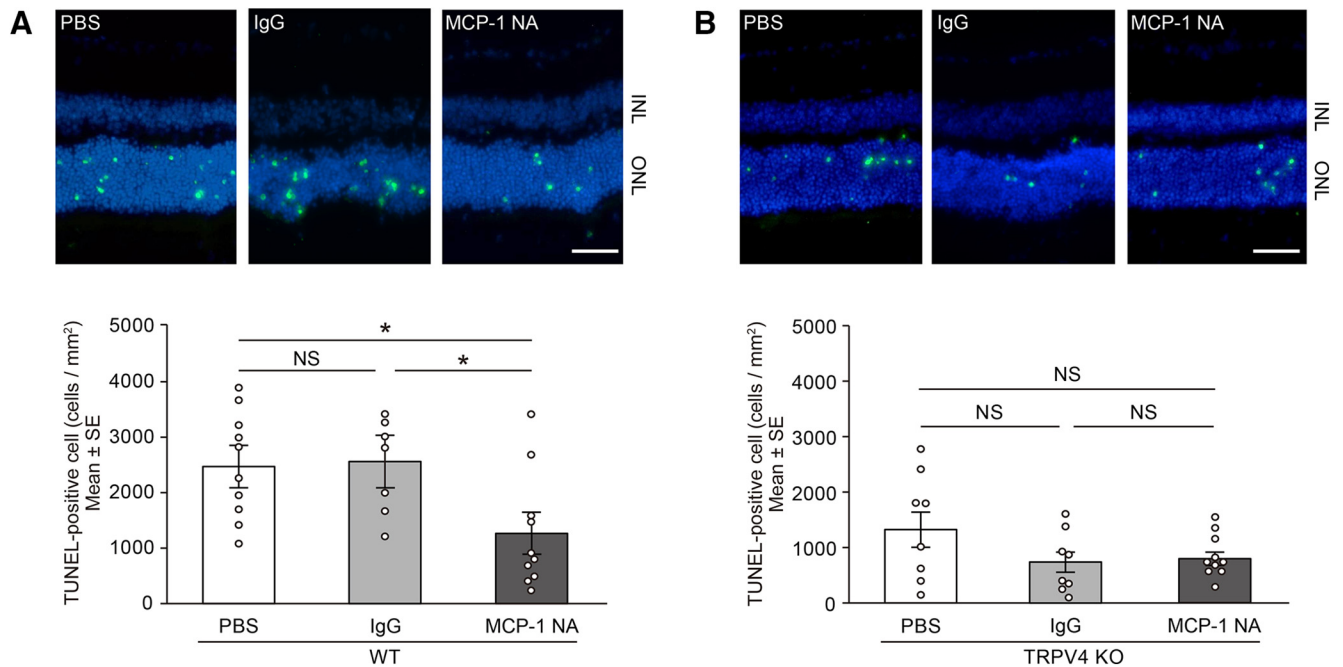 A
PBS
IgG
MCP-1 NA
INL
ONL
TUNEL-positive cell (cells / mm²)
Mean ± SE
5000
4000
3000
2000
1000
0
*
NS
*
PBS
IgG
MCP-1 NA
WT
B
PBS
IgG
MCP-1 NA
INL
ONL
TUNEL-positive cell (cells / mm²)
Mean ± SE
5000
4000
3000
2000
1000
0
NS
NS
NS
PBS
IgG
MCP-1 NA
TRPV4 KO